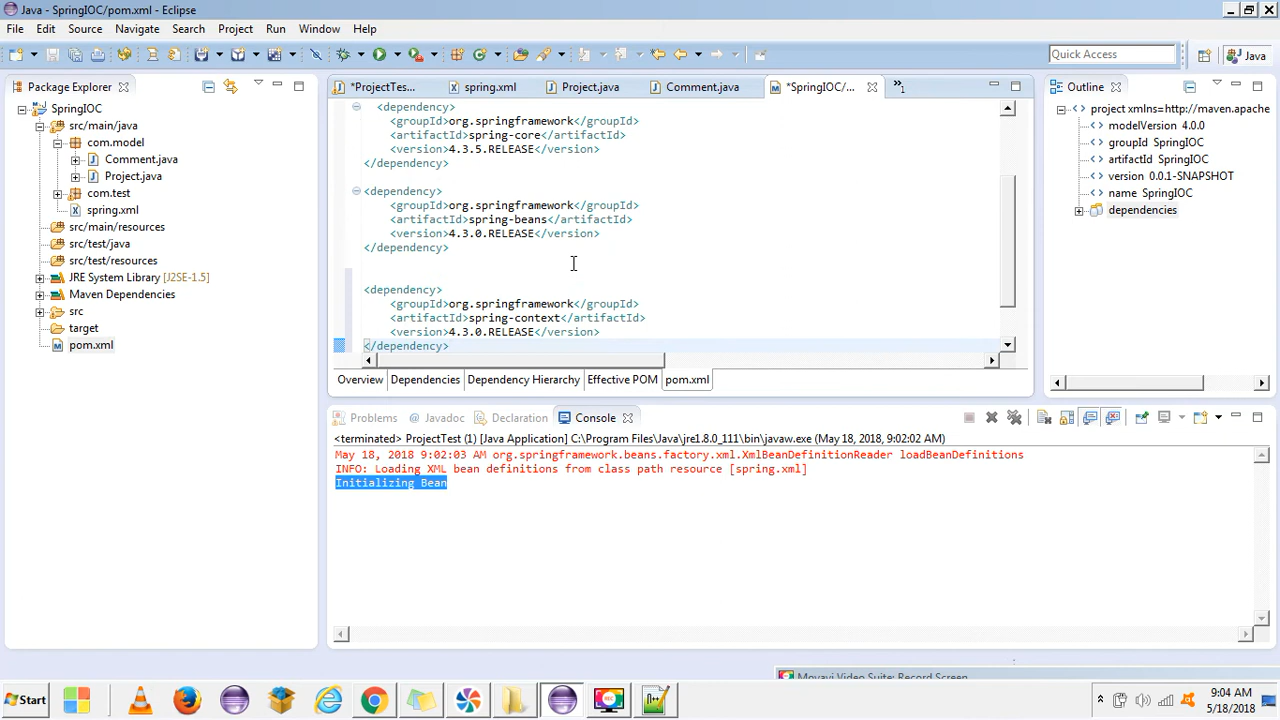 Java - SpringIOC/pom.xml - Eclipse
File Edit Source Navigate Search Project Run Window Help
Quick Access
Java
Package Explorer
SpringIOC
src/main/java
com.model
Comment.java
Project.java
com.test
spring.xml
src/main/resources
src/test/java
src/test/resources
JRE System Library [J2SE-1.5]
Maven Dependencies
src
target
pom.xml
*ProjectTes... spring.xml Project.java Comment.java *SpringIOC/... »1
<dependency>
<groupId>org.springframework</groupId>
<artifactId>spring-core</artifactId>
<version>4.3.5.RELEASE</version>
</dependency>
<dependency>
<groupId>org.springframework</groupId>
<artifactId>spring-beans</artifactId>
<version>4.3.0.RELEASE</version>
</dependency>
<dependency>
<groupId>org.springframework</groupId>
<artifactId>spring-context</artifactId>
<version>4.3.0.RELEASE</version>
</dependency>
Overview Dependencies Dependency Hierarchy Effective POM pom.xml
Outline
project xmlns=http://maven.apache
modelVersion 4.0.0
groupId SpringIOC
artifactId SpringIOC
version 0.0.1-SNAPSHOT
name SpringIOC
dependencies
Problems Javadoc Declaration Console
<terminated> ProjectTest (1) [Java Application] C:\Program Files\Java\jre1.8.0_111\bin\javaw.exe (May 18, 2018 9:02:02 AM)
May 18, 2018 9:02:03 AM org.springframework.beans.factory.xml.XmlBeanDefinitionReader loadBeanDefinitions
INFO: Loading XML bean definitions from class path resource [spring.xml]
Initializing Bean
Movavi Video Suite: Record Screen
Start
9:04 AM
5/18/2018